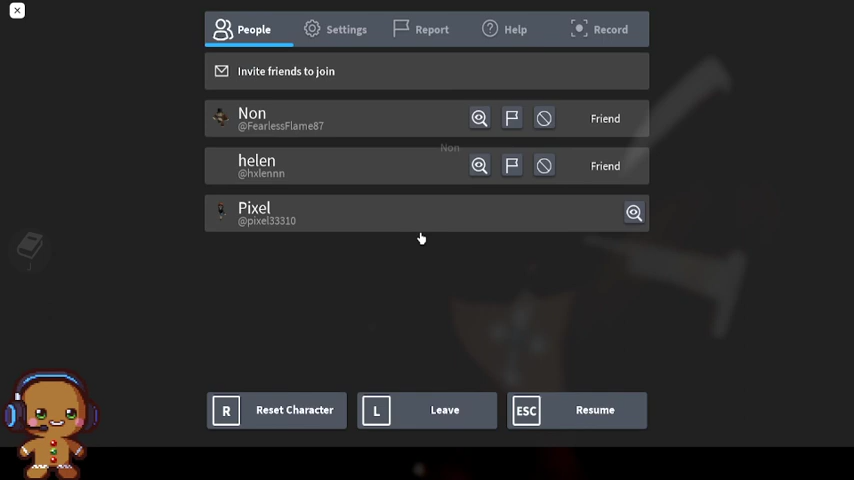 People
Settings
Report
Help
Record
Invite friends to join
Non
@FearlessFlame87
Friend
Non
helen
@hxlennn
Friend
Pixel
@pixel33310
R
Reset Character
L
Leave
ESC
Resume